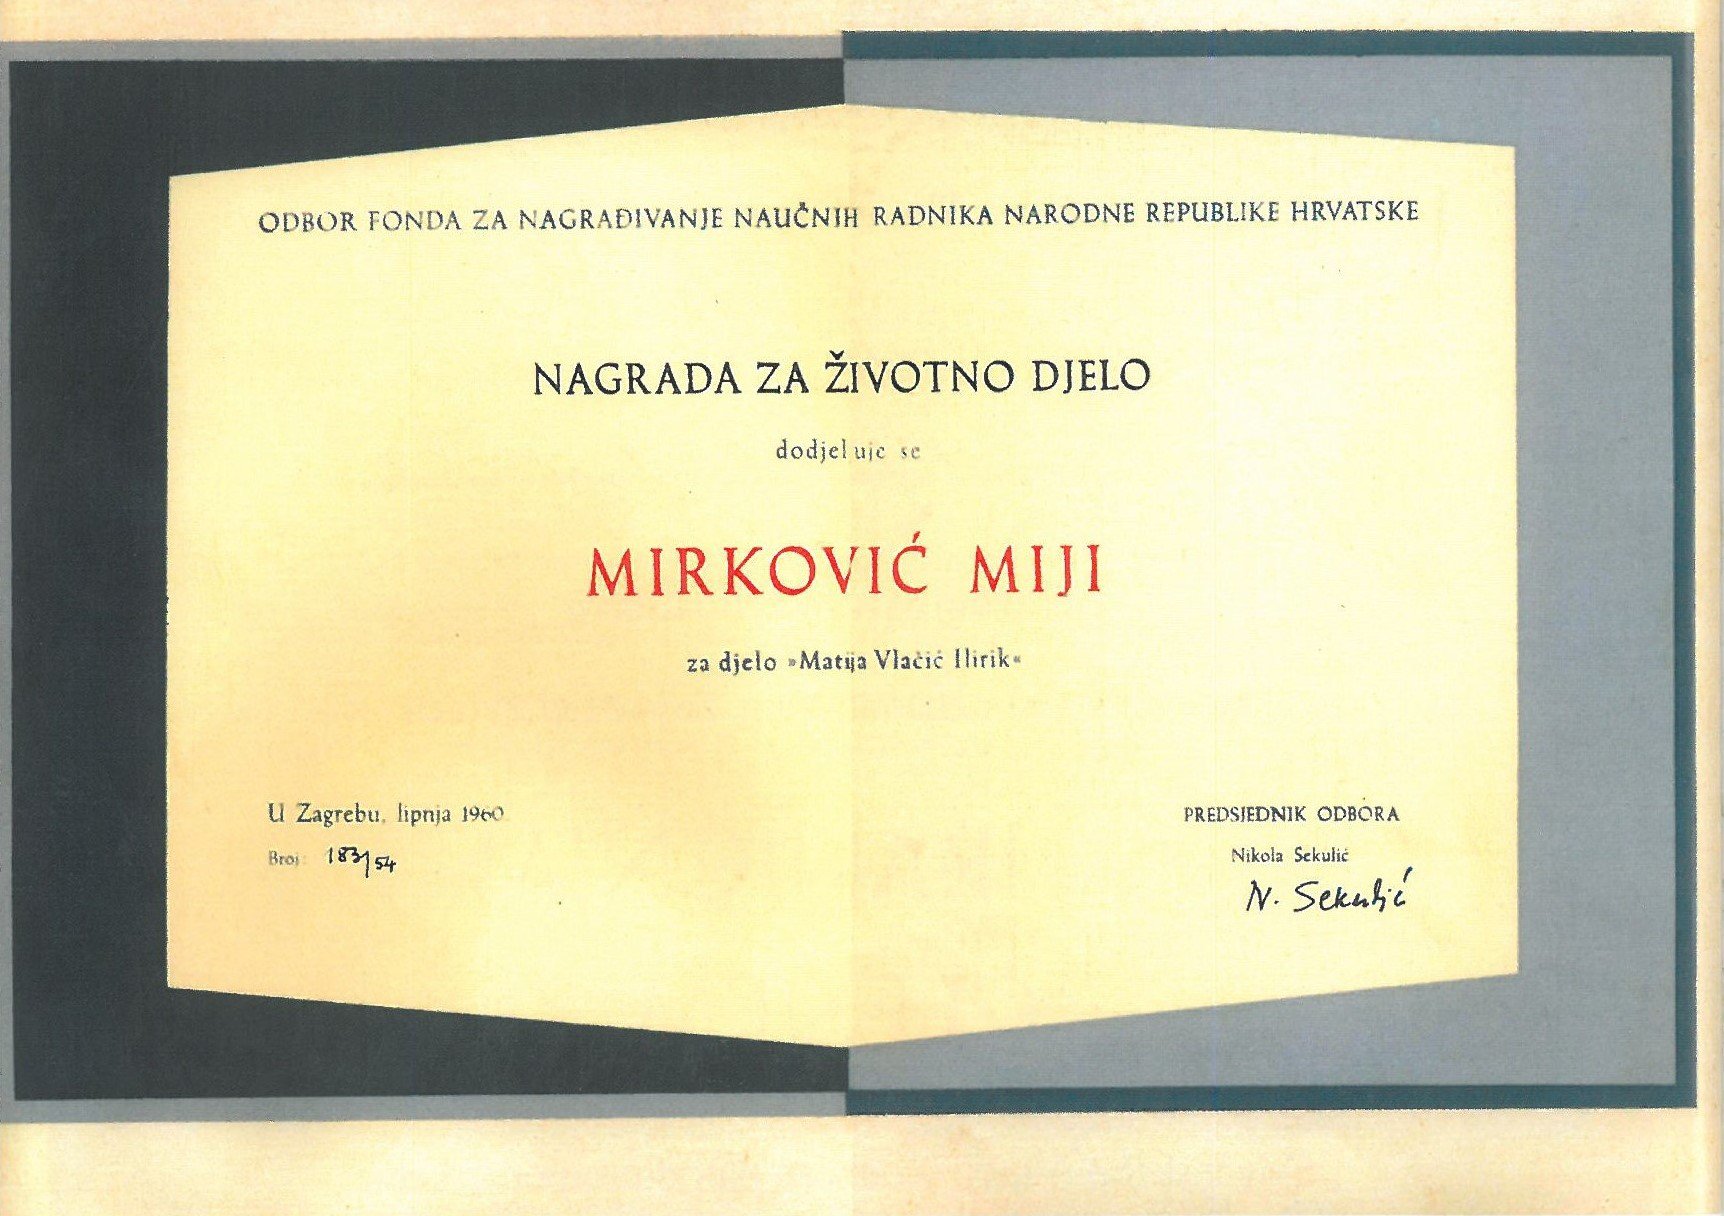 ODBOR FONDA ZA NAGRAĐIVANJE NAUČNIH RADNIKA NARODNE REPUBLIKE HRVATSKE
NAGRADA ZA ŽIVOTNO DJELO
dodjeljuje se
MIRKOVIĆ MIJI
za djelo »Matija Vlačić Ilirik«
U Zagrebu, lipnja 1960
Broj: 183/54
PREDSJEDNIK ODBORA
Nikola Sekulić
N. Sekulić